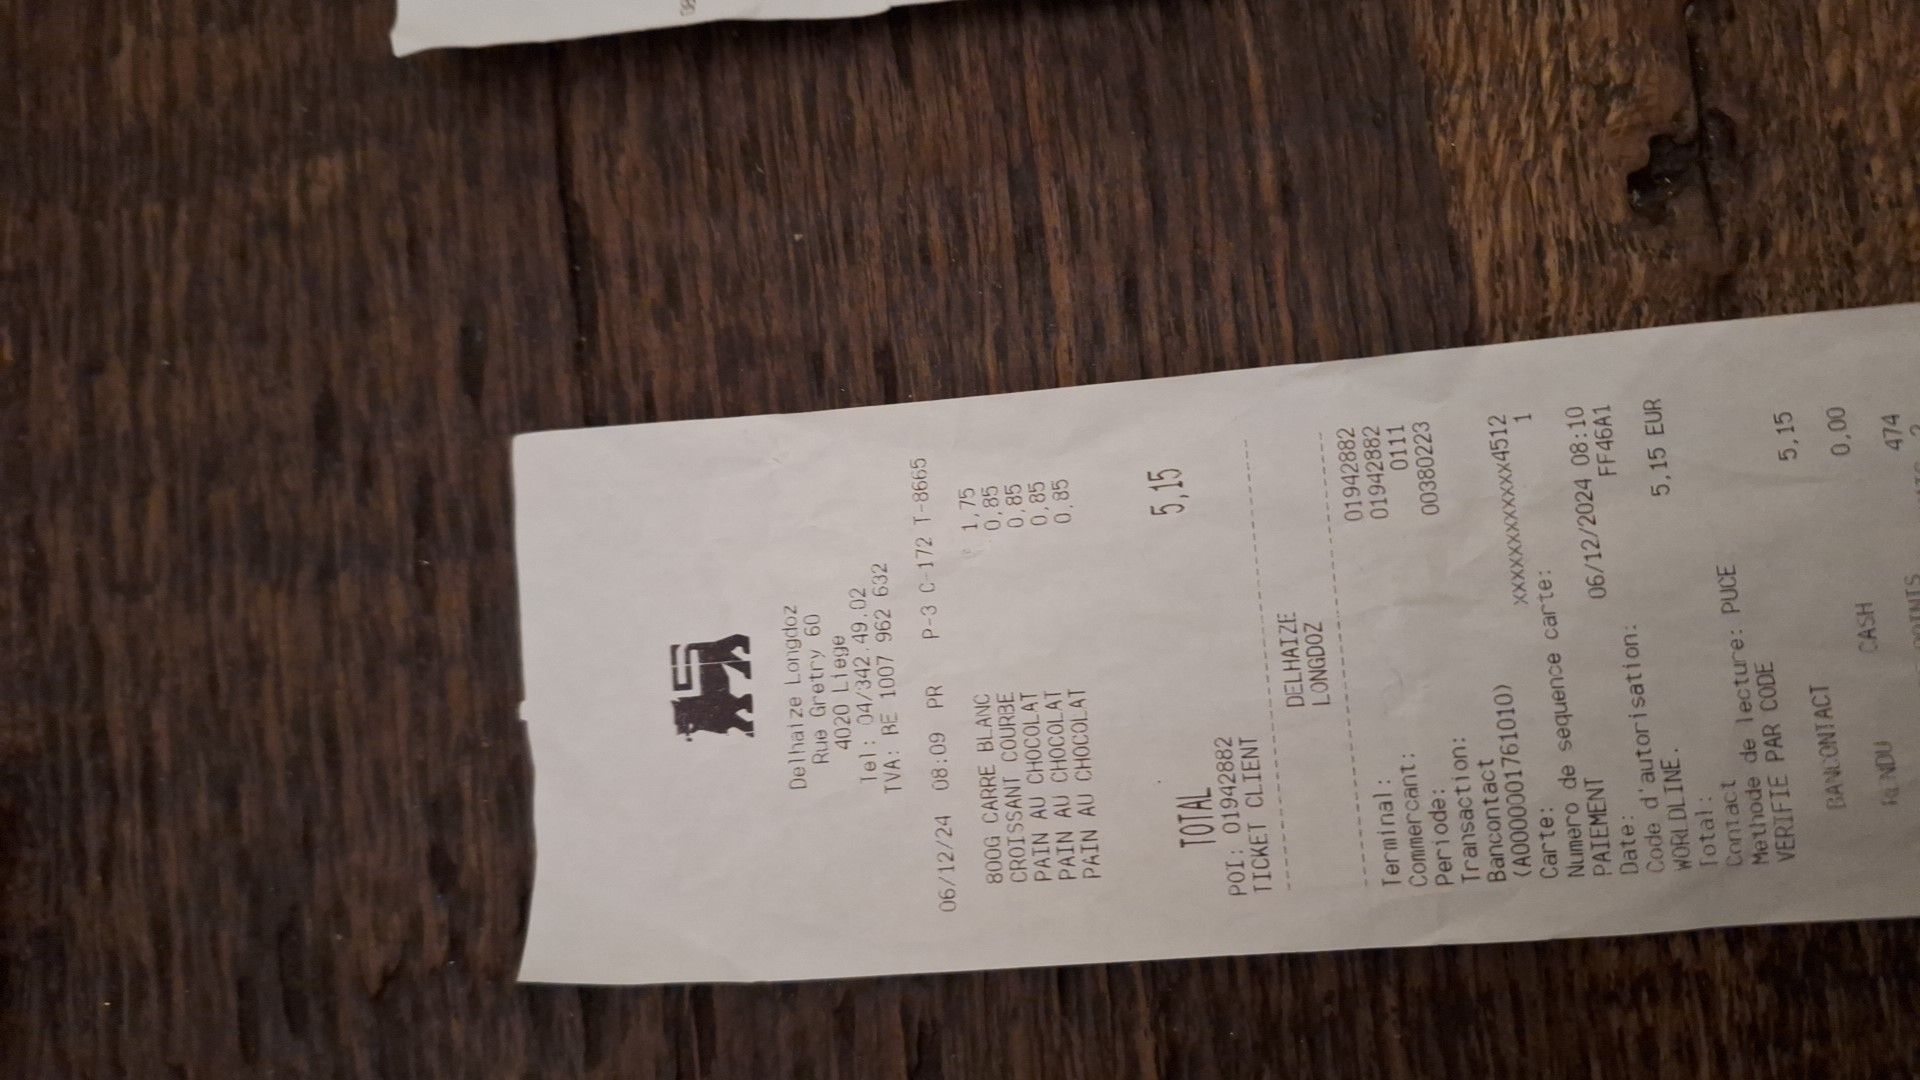 Delhaize Longdoz
Rue Gretry 60
4020 Liege
Tel: 04/342.49.02
TVA: BE 1007 962 632
06/12/24 08:09 PR P-3 C-172 T-8665
800G CARRE BLANC 1,75
CROISSANT COURBE 0,85
PAIN AU CHOCOLAT 0,85
PAIN AU CHOCOLAT 0,85
PAIN AU CHOCOLAT 0,85
TOTAL 5,15
POI: 01942882
TICKET CLIENT
DELHAIZE
LONGDOZ
Terminal: 01942882
Commercant: 01942882
Periode: 0111
Transaction: 00380223
Bancontact
(A0000001761010)
Carte: xxxxxxxxxxxxx4512
Numero de sequence carte: 1
PAIEMENT
Date: 06/12/2024 08:10
Code d'autorisation: FF46A1
WORLDLINE.
Total: 5,15 EUR
Contact
Methode de lecture: PUCE
VERIFIE PAR CODE
BANCONTACT 5,15
RENDU CASH 0,00
474